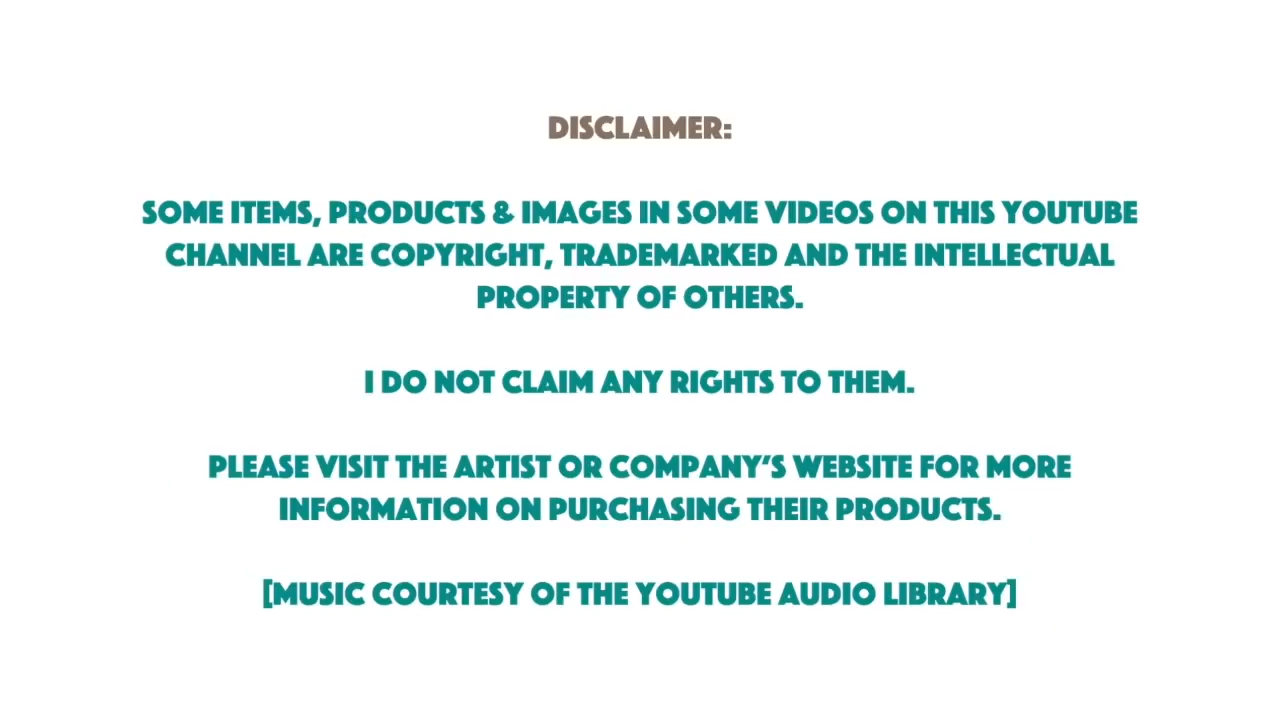 DISCLAIMER:
SOME ITEMS, PRODUCTS & IMAGES IN SOME VIDEOS ON THIS YOUTUBE
CHANNEL ARE COPYRIGHT, TRADEMARKED AND THE INTELLECTUAL
PROPERTY OF OTHERS.
I DO NOT CLAIM ANY RIGHTS TO THEM.
PLEASE VISIT THE ARTIST OR COMPANY'S WEBSITE FOR MORE
INFORMATION ON PURCHASING THEIR PRODUCTS.
[MUSIC COURTESY OF THE YOUTUBE AUDIO LIBRARY]